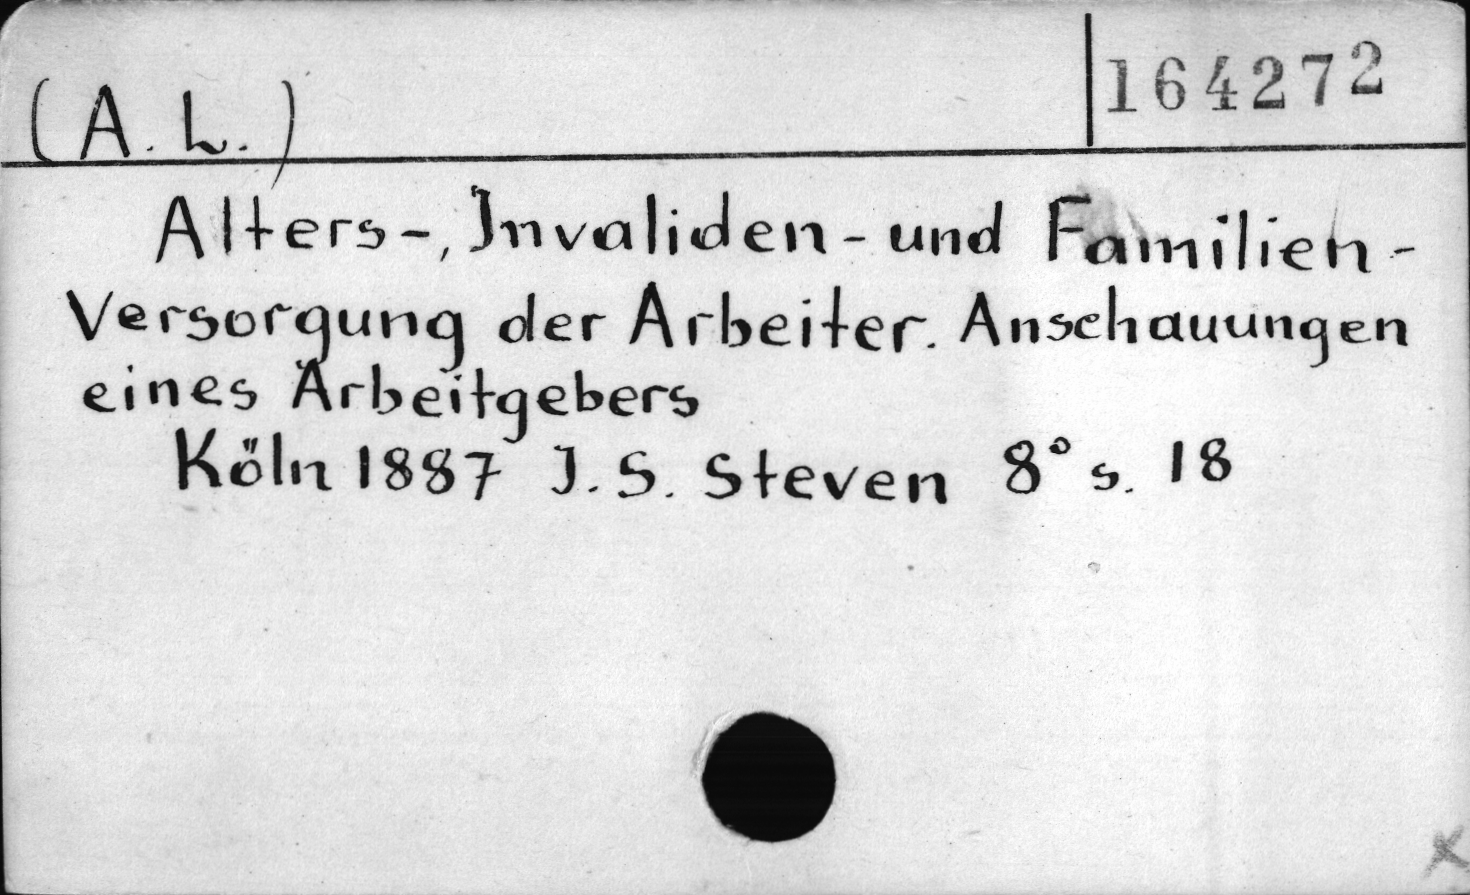 164272
(A. L.)
Alters-, Invaliden- und Familien-
Versorgung der Arbeiter. Anschauungen
eines Arbeitgebers
Köln 1887 J. S. Steven 8° s. 18
x